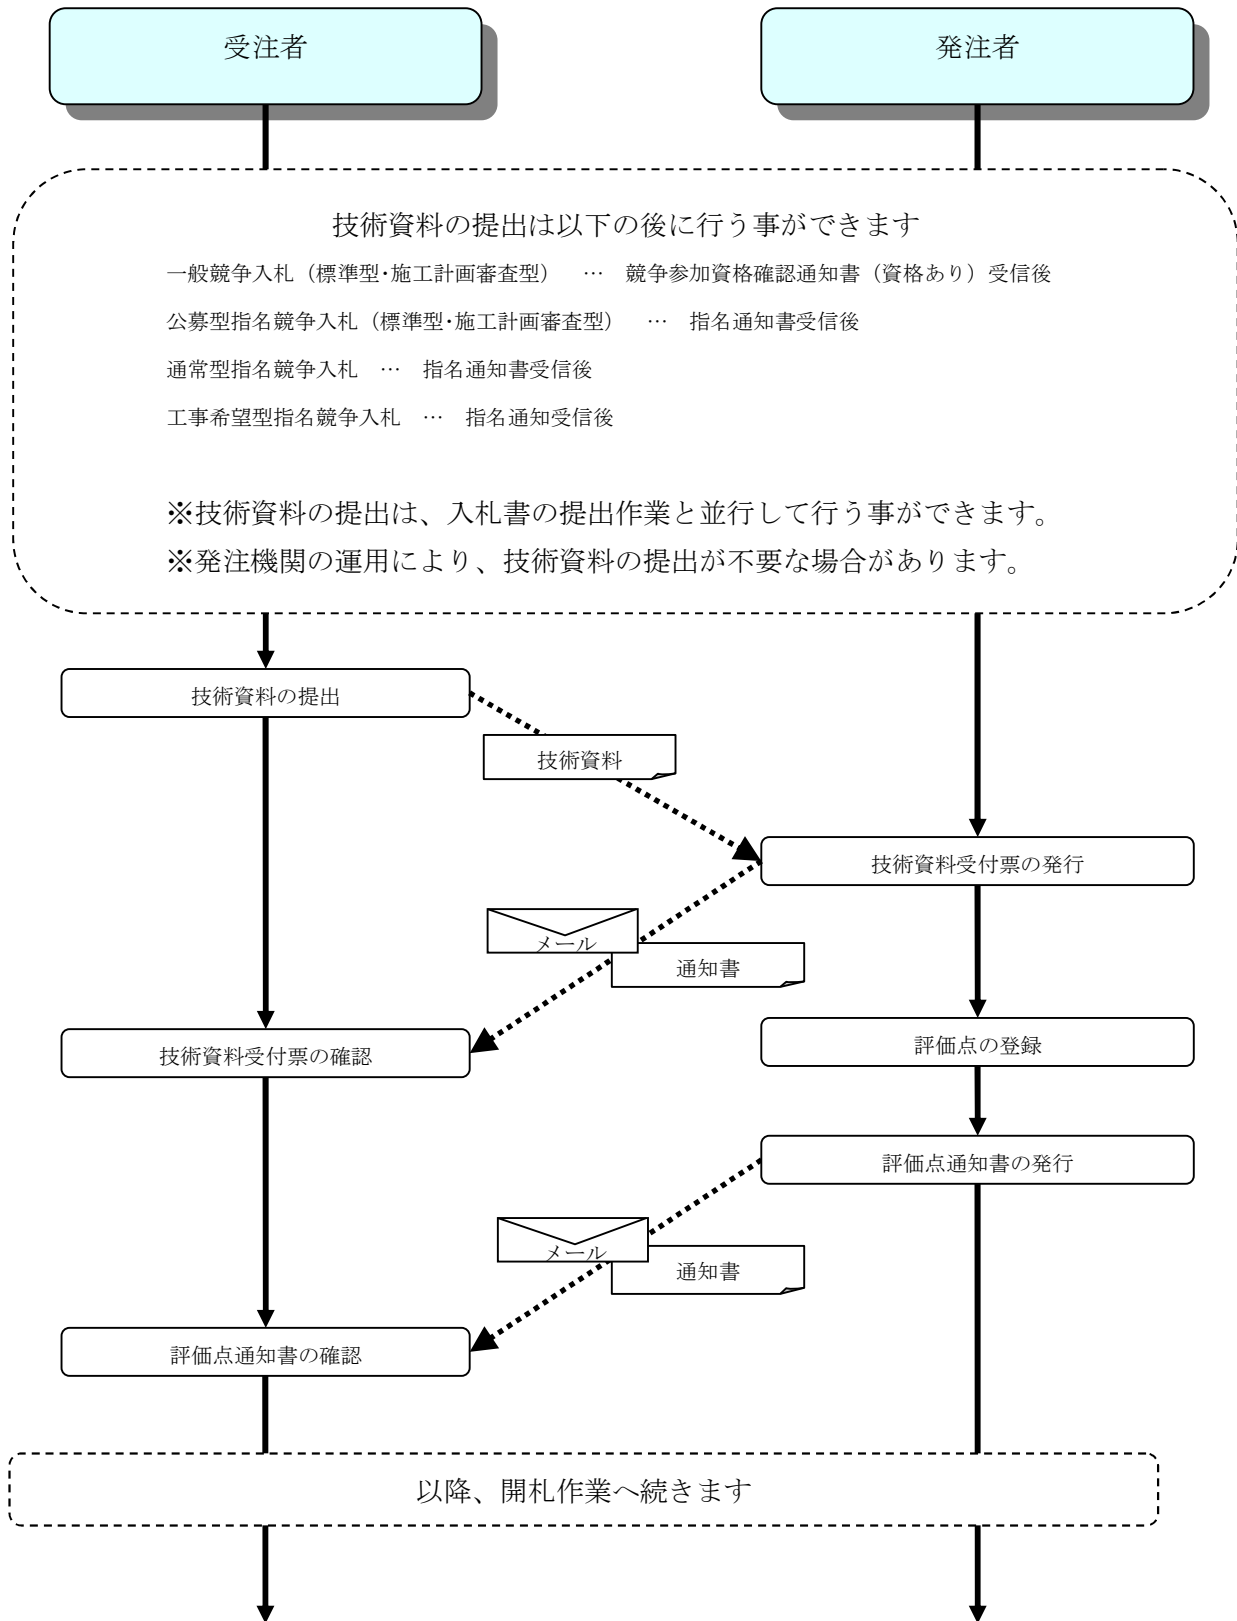 受注者
発注者
技術資料の提出は以下の後に行う事ができます
一般競争入札（標準型･施工計画審査型）　…　競争参加資格確認通知書（資格あり）受信後
公募型指名競争入札（標準型･施工計画審査型）　…　指名通知書受信後
通常型指名競争入札　…　指名通知書受信後
工事希望型指名競争入札　…　指名通知受信後
※技術資料の提出は、入札書の提出作業と並行して行う事ができます。
※発注機関の運用により、技術資料の提出が不要な場合があります。
技術資料の提出
技術資料
技術資料受付票の発行
メール
通知書
技術資料受付票の確認
評価点の登録
評価点通知書の発行
メール
通知書
評価点通知書の確認
以降、開札作業へ続きます